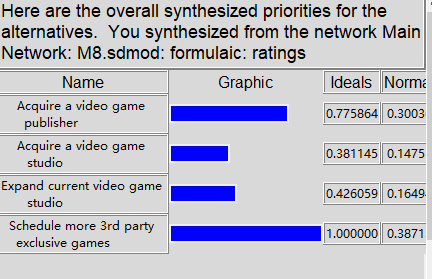 Here are the overall synthesized priorities for the
alternatives. You synthesized from the network Main
Network: M8.sdmod: formulaic: ratings
Name Graphic Ideals Norma
Acquire a video game
publisher
0.775864 0.3003
Acquire a video game
studio
0.381145 0.1475
Expand current video game
studio
0.426059 0.1649
Schedule more 3rd party
exclusive games
1.000000 0.3871